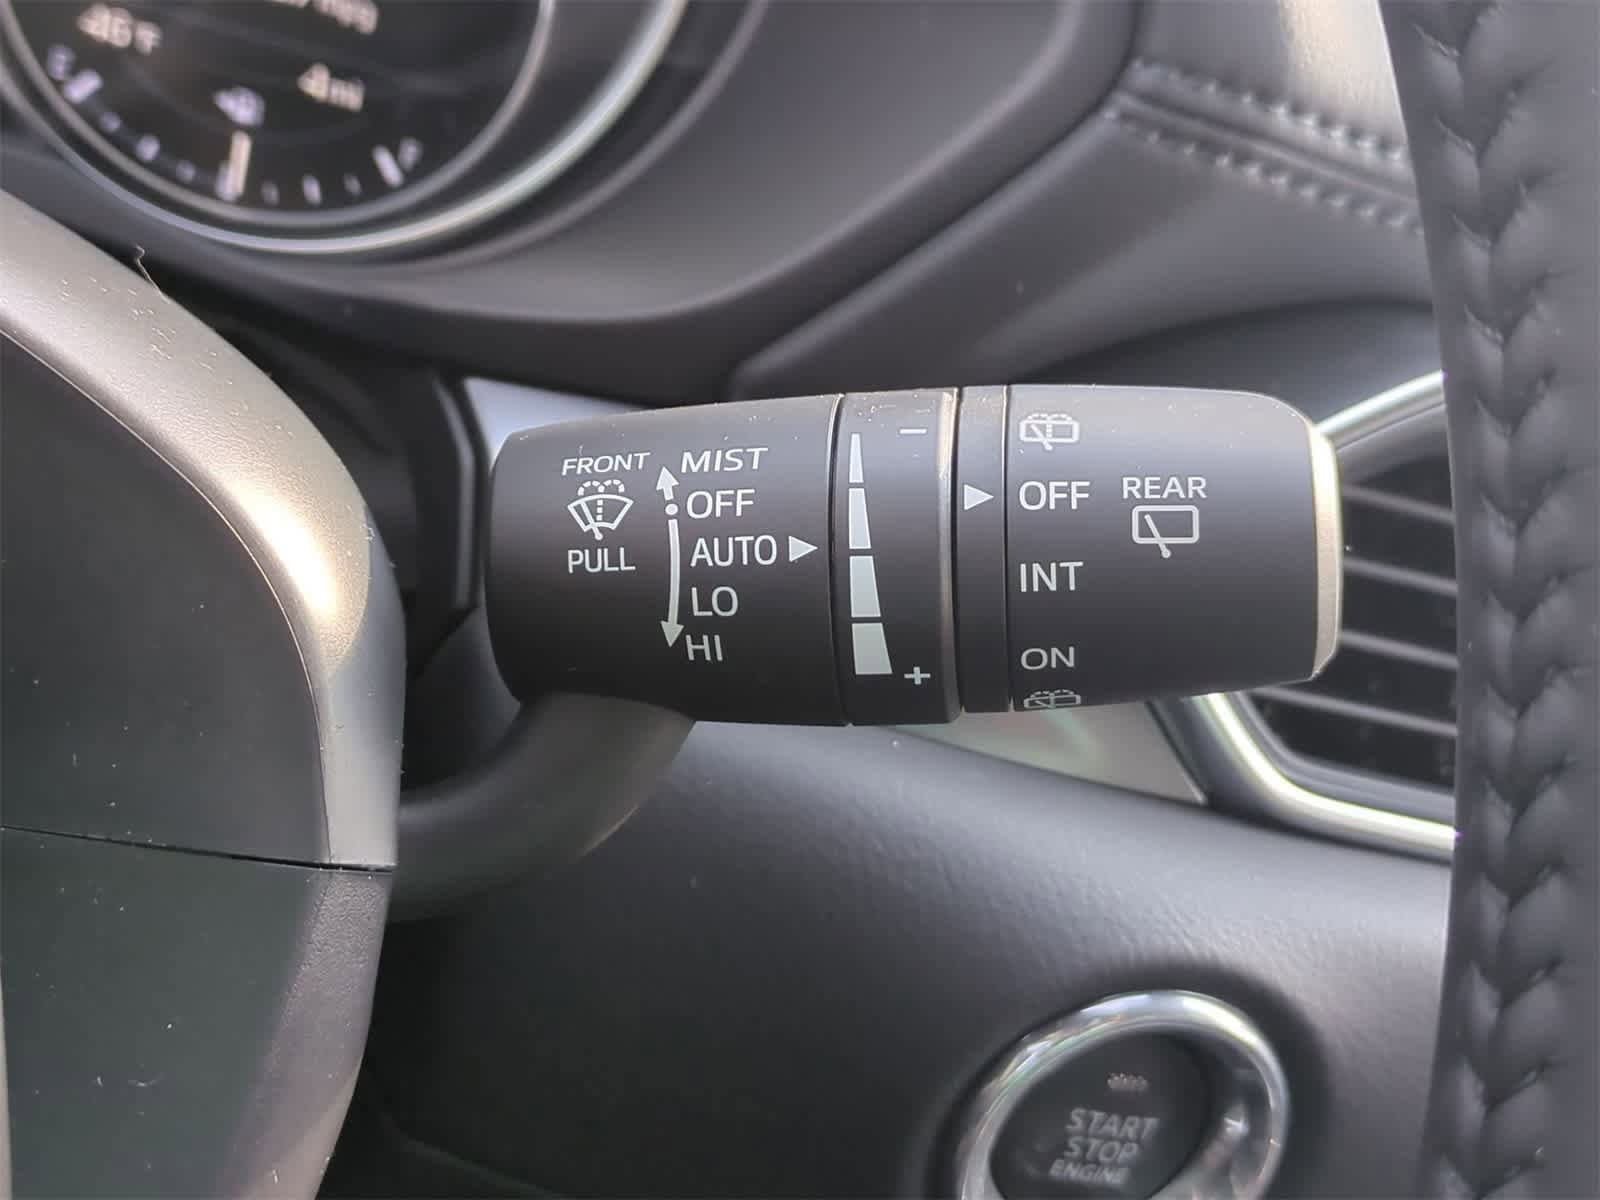 FRONT
PULL
MIST
OFF
AUTO
LO
HI
−
+
OFF
INT
ON
REAR
START
STOP
ENGINE